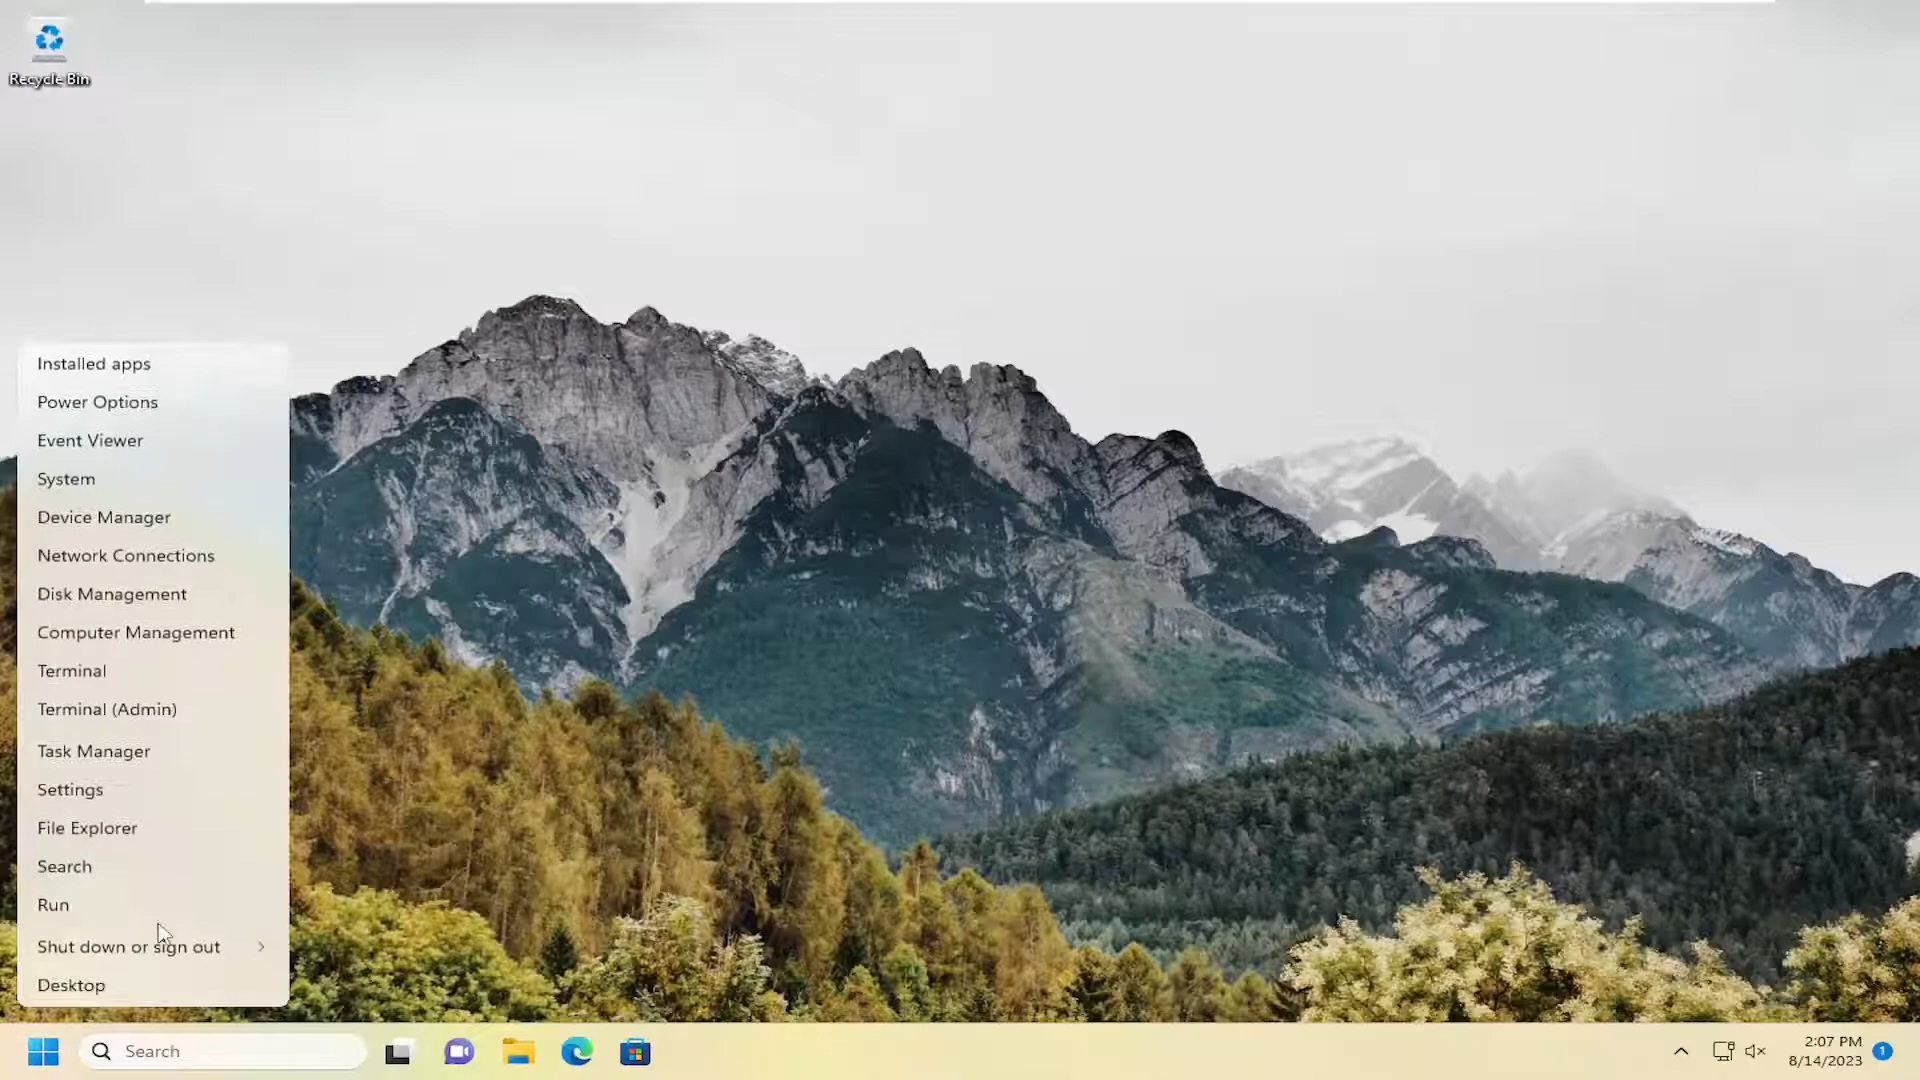 Recycle Bin
Installed apps
Power Options
Event Viewer
System
Device Manager
Network Connections
Disk Management
Computer Management
Terminal
Terminal (Admin)
Task Manager
Settings
File Explorer
Search
Run
Shut down or sign out
Desktop
Search
2:07 PM
8/14/2023
1